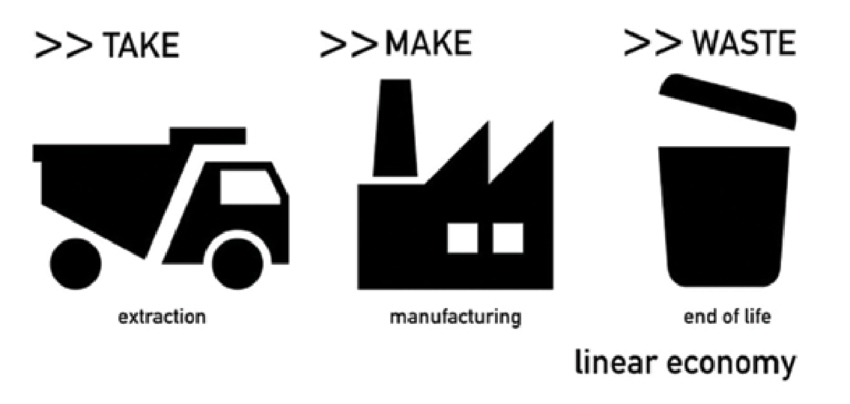 >> TAKE
>> MAKE
>> WASTE
extraction
manufacturing
end of life
linear economy